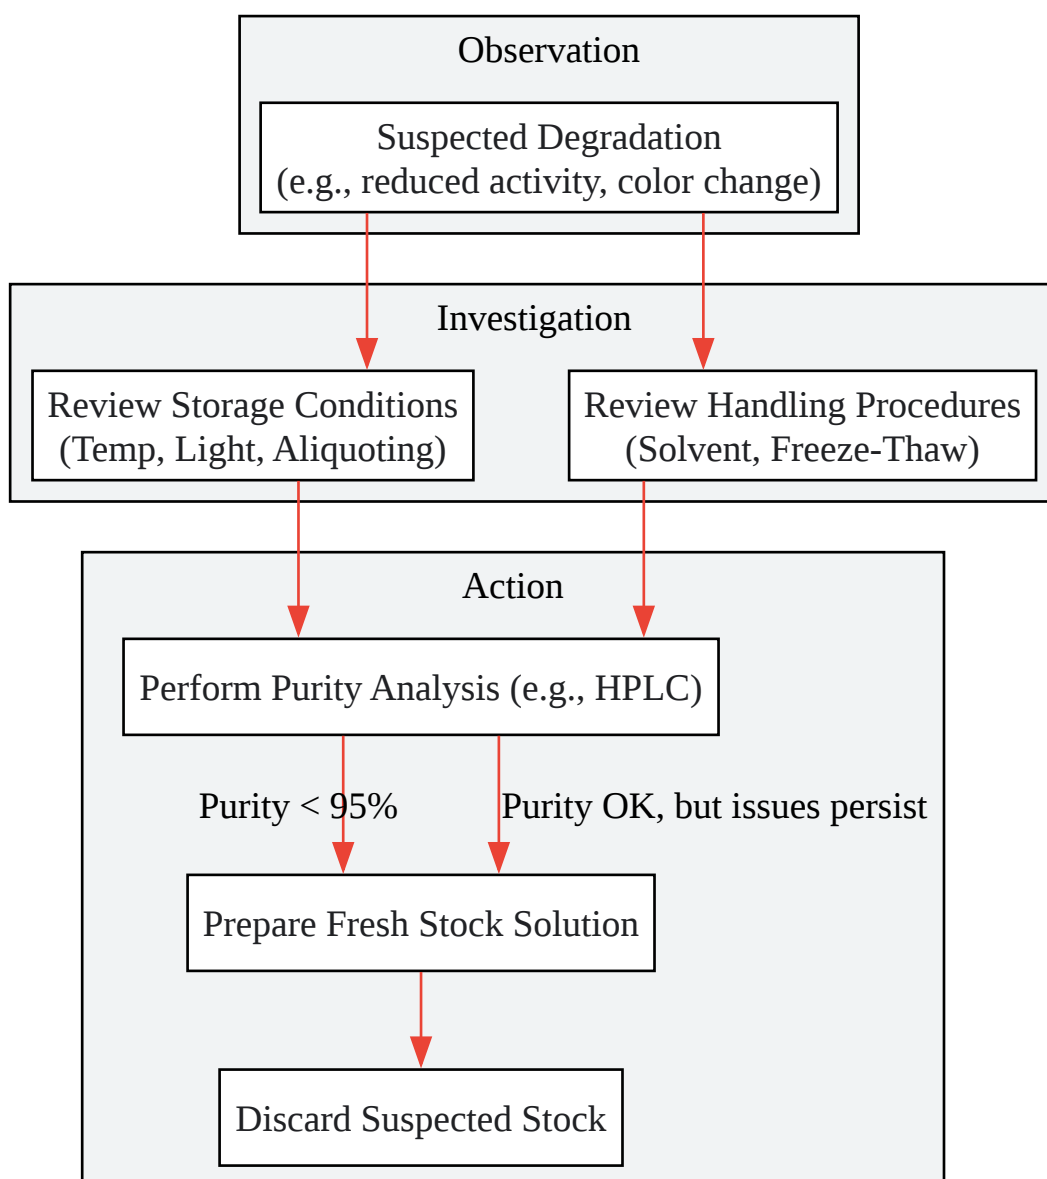 Observation
Suspected Degradation
(e.g., reduced activity, color change)
Investigation
Review Storage Conditions
(Temp, Light, Aliquoting)
Review Handling Procedures
(Solvent, Freeze-Thaw)
Action
Perform Purity Analysis (e.g., HPLC)
Purity < 95%
Purity OK, but issues persist
Prepare Fresh Stock Solution
Discard Suspected Stock